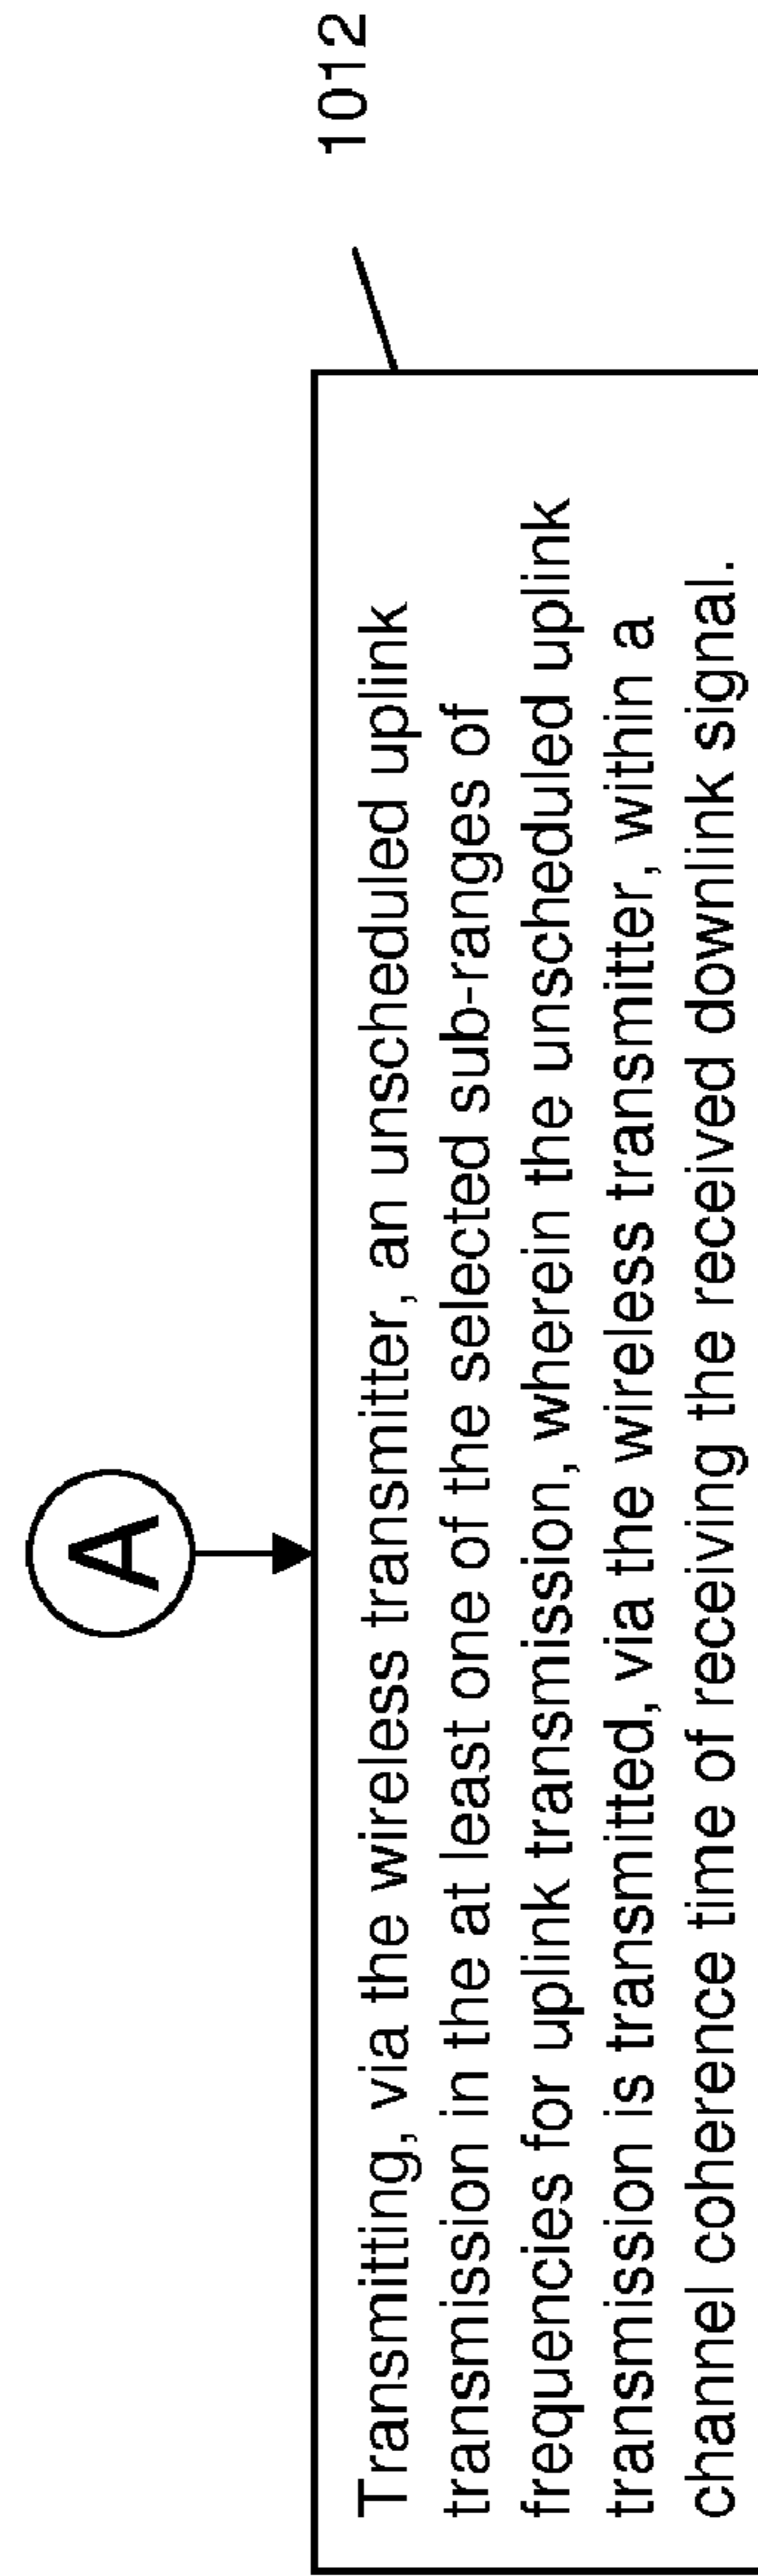 A
1012
Transmitting, via the wireless transmitter, an unscheduled uplink
transmission in the at least one of the selected sub-ranges of
frequencies for uplink transmission, wherein the unscheduled uplink
transmission is transmitted, via the wireless transmitter, within a
channel coherence time of receiving the received downlink signal.